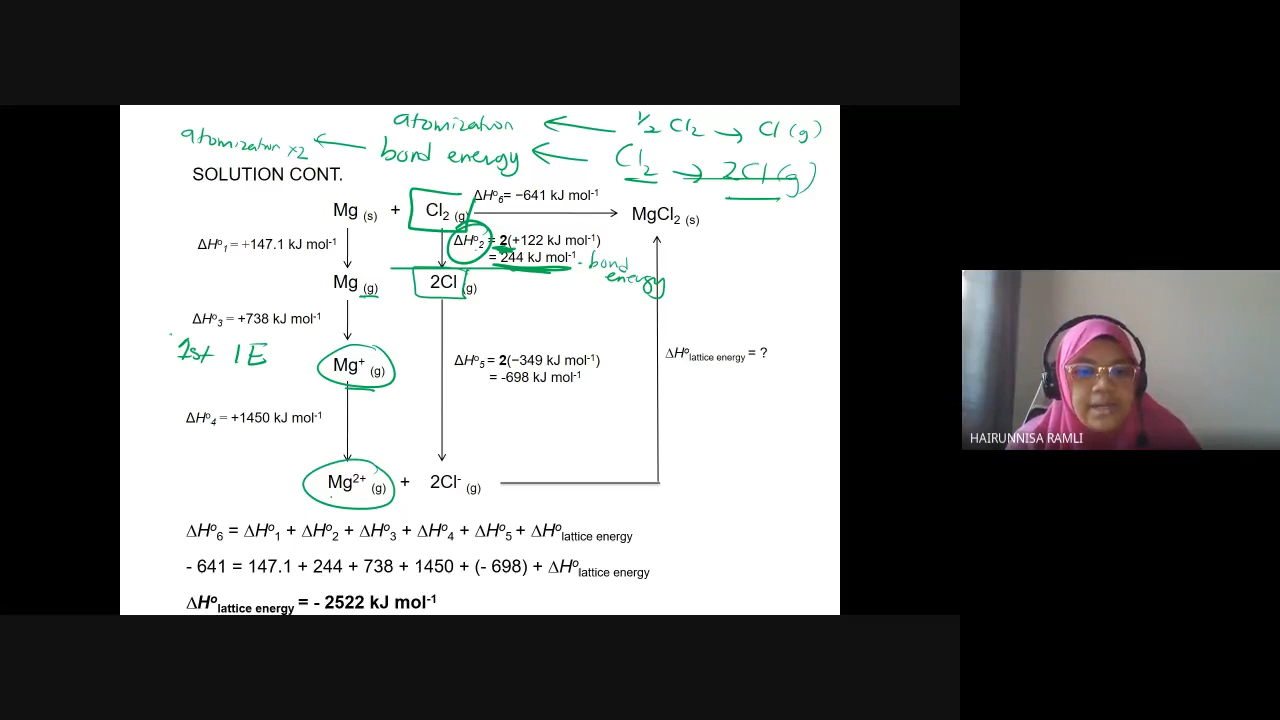 atomization ← ½ Cl₂ → Cl (g)
atomization ×2 ← bond energy ← Cl₂ → 2Cl (g)
SOLUTION CONT.
ΔH°₆= −641 kJ mol⁻¹
Mg (s) + Cl₂ (g) MgCl₂ (s)
ΔH°₁ = +147.1 kJ mol⁻¹
ΔH°₂ = 2(+122 kJ mol⁻¹)
= 244 kJ mol⁻¹ - bond energy
Mg (g) 2Cl (g)
ΔH°₃ = +738 kJ mol⁻¹
1st IE
Mg⁺ (g)
ΔH°₅ = 2(−349 kJ mol⁻¹)
= -698 kJ mol⁻¹
ΔH°lattice energy = ?
ΔH°₄ = +1450 kJ mol⁻¹
Mg²⁺ (g) + 2Cl⁻ (g)
ΔH°₆ = ΔH°₁ + ΔH°₂ + ΔH°₃ + ΔH°₄ + ΔH°₅ + ΔH°lattice energy
- 641 = 147.1 + 244 + 738 + 1450 + (- 698) + ΔH°lattice energy
ΔH°lattice energy = - 2522 kJ mol⁻¹
HAIRUNNISA RAMLI